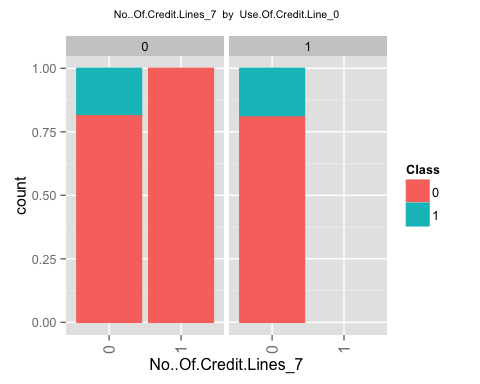 No..Of.Credit.Lines_7 by Use.Of.Credit.Line_0
0 1
1.00
0.75
0.50
0.25
0.00
count
0 1 0 1
No..Of.Credit.Lines_7
Class
0
1